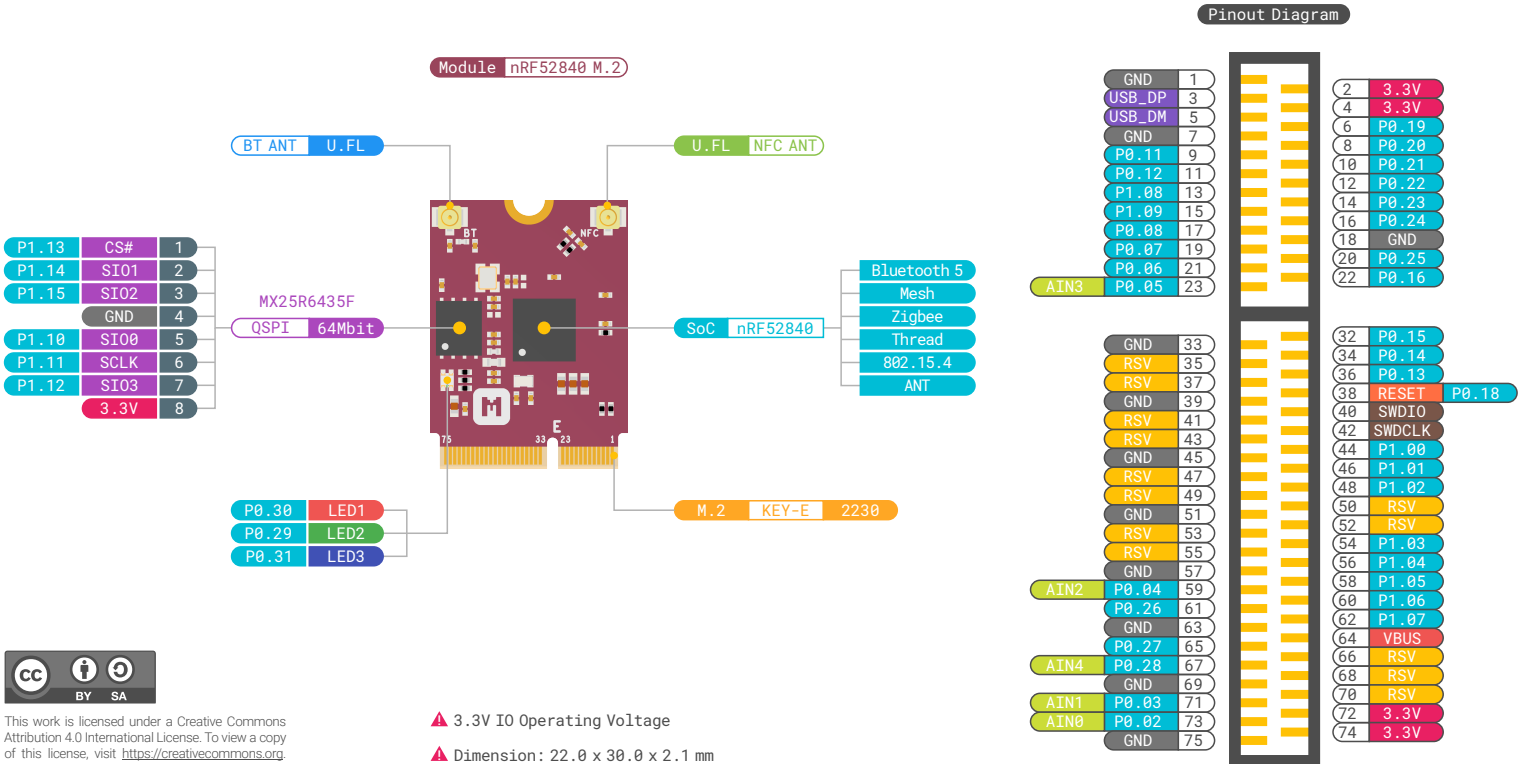 Pinout Diagram
Module nRF52840 M.2
BT ANT U.FL
U.FL NFC ANT
BT
NFC
P1.13 CS# 1
P1.14 SIO1 2
P1.15 SIO2 3
GND 4
P1.10 SIO0 5
P1.11 SCLK 6
P1.12 SIO3 7
3.3V 8
MX25R6435F
QSPI 64Mbit
SoC nRF52840
Bluetooth 5
Mesh
Zigbee
Thread
802.15.4
ANT
E
75 33 23 1
P0.30 LED1
P0.29 LED2
P0.31 LED3
M.2 KEY-E 2230
GND 1
USB_DP 3
USB_DM 5
GND 7
P0.11 9
P0.12 11
P1.08 13
P1.09 15
P0.08 17
P0.07 19
P0.06 21
AIN3 P0.05 23
GND 33
RSV 35
RSV 37
GND 39
RSV 41
RSV 43
GND 45
RSV 47
RSV 49
GND 51
RSV 53
RSV 55
GND 57
AIN2 P0.04 59
P0.26 61
GND 63
P0.27 65
AIN4 P0.28 67
GND 69
AIN1 P0.03 71
AIN0 P0.02 73
GND 75
2 3.3V
4 3.3V
6 P0.19
8 P0.20
10 P0.21
12 P0.22
14 P0.23
16 P0.24
18 GND
20 P0.25
22 P0.16
32 P0.15
34 P0.14
36 P0.13
38 RESET P0.18
40 SWDIO
42 SWDCLK
44 P1.00
46 P1.01
48 P1.02
50 RSV
52 RSV
54 P1.03
56 P1.04
58 P1.05
60 P1.06
62 P1.07
64 VBUS
66 RSV
68 RSV
70 RSV
72 3.3V
74 3.3V
cc
BY SA
This work is licensed under a Creative Commons
Attribution 4.0 International License. To view a copy
of this license, visit https://creativecommons.org.
3.3V IO Operating Voltage
Dimension: 22.0 x 30.0 x 2.1 mm